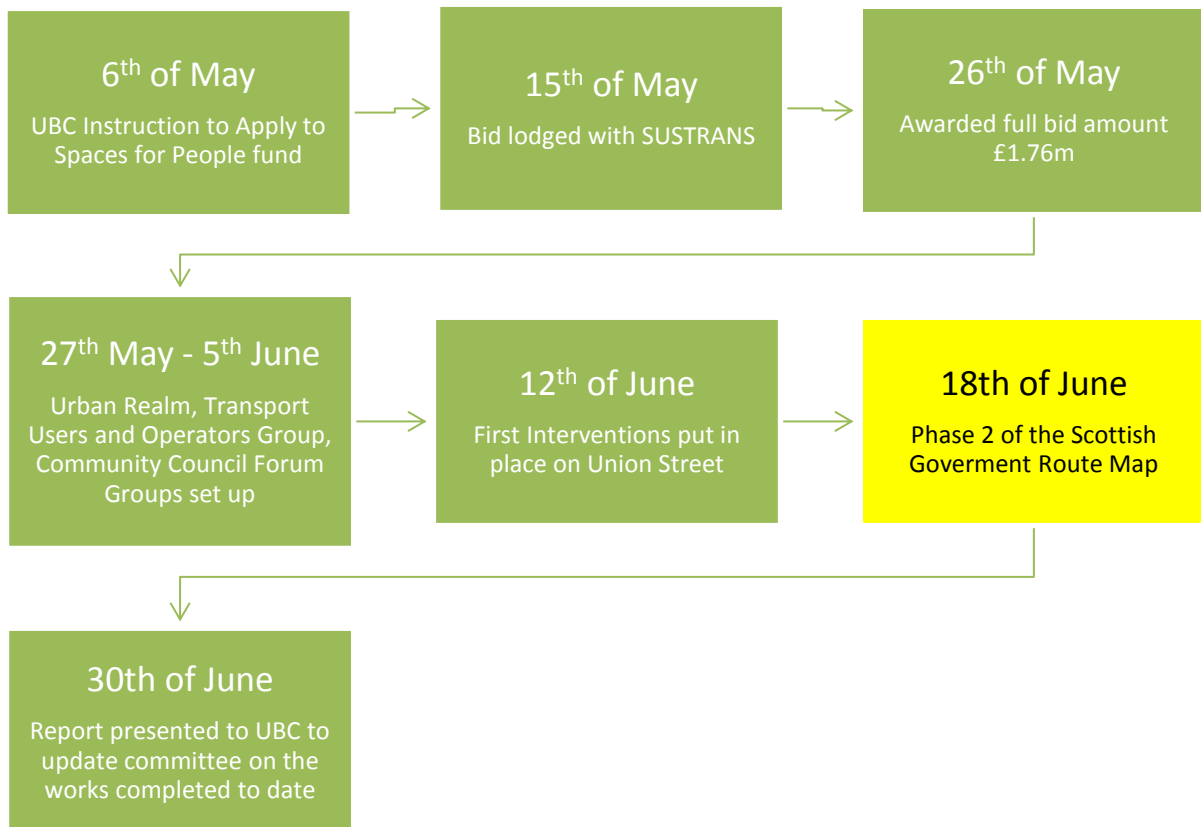 6th of May
UBC Instruction to Apply to
Spaces for People fund
15th of May
Bid lodged with SUSTRANS
26th of May
Awarded full bid amount
£1.76m
27th May - 5th June
Urban Realm, Transport
Users and Operators Group,
Community Council Forum
Groups set up
12th of June
First Interventions put in
place on Union Street
18th of June
Phase 2 of the Scottish
Goverment Route Map
30th of June
Report presented to UBC to
update committee on the
works completed to date